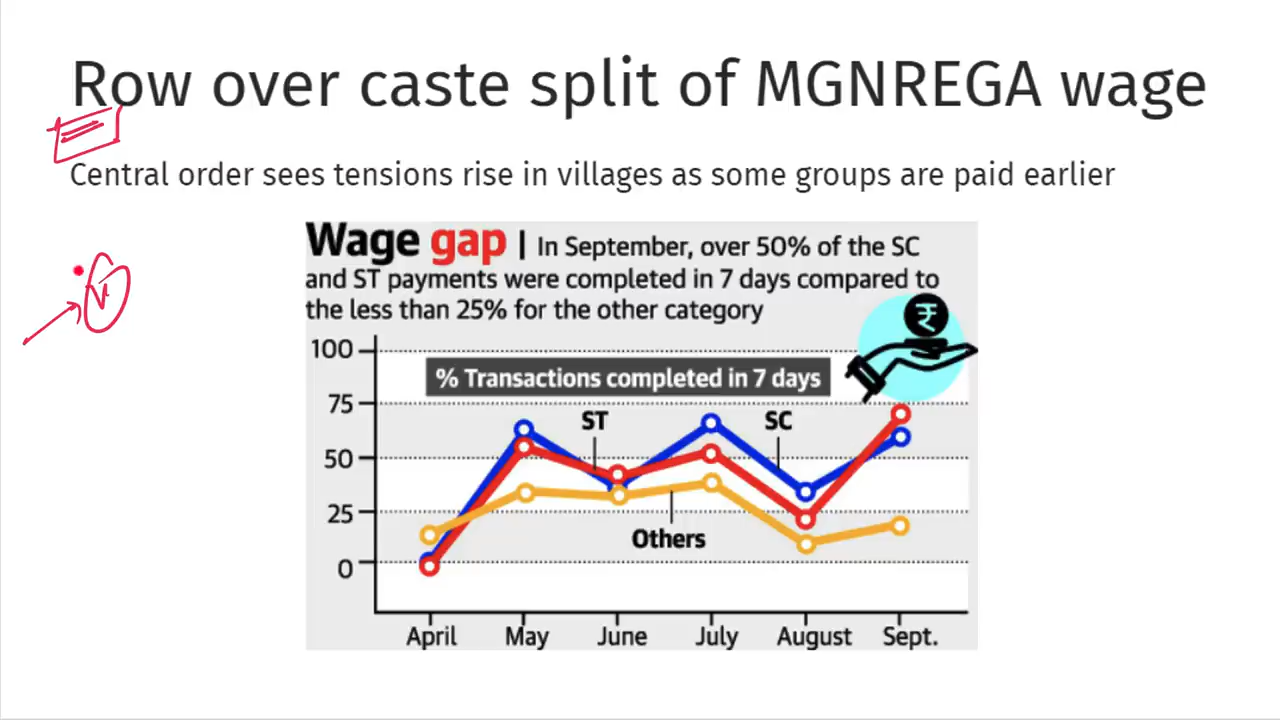 Row over caste split of MGNREGA wage
Central order sees tensions rise in villages as some groups are paid earlier
Wage gap | In September, over 50% of the SC
and ST payments were completed in 7 days compared to
the less than 25% for the other category
₹
100
% Transactions completed in 7 days
75
ST
SC
50
25
Others
0
April May June July August Sept.